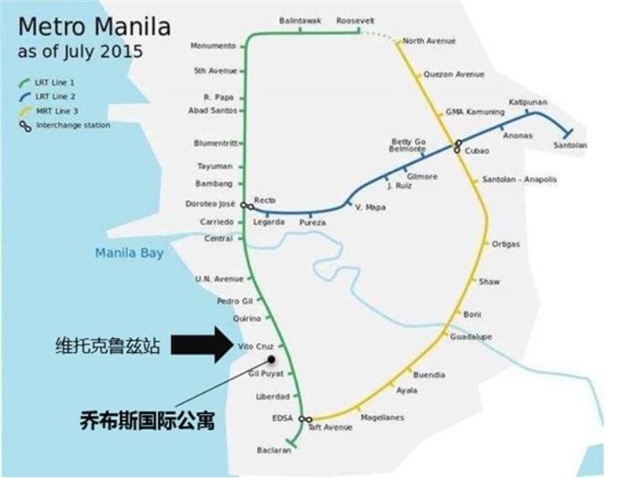 Metro Manila
as of July 2015
LRT Line 1
LRT Line 2
MRT Line 3
Interchange station
Balintawak
Roosevelt
Monumento
North Avenue
5th Avenue
Quezon Avenue
R. Papa
Abad Santos
GMA Kamuning
Katipunan
Blumentritt
Betty Go
Belmonte
Cubao
Anonas
Santolan
Tayuman
Gilmore
J. Ruiz
Santolan - Anapolis
Bambang
Doroteo José
Recto
V. Mapa
Legarda
Pureza
Carriedo
Central
Ortigas
Manila Bay
U.N. Avenue
Shaw
Pedro Gil
Quirino
Boni
Guadalupe
维托克鲁兹站
Vito Cruz
Gil Puyat
Buendia
Liberdad
Ayala
乔布斯国际公寓
EDSA
Taft Avenue
Magellanes
Baclaran